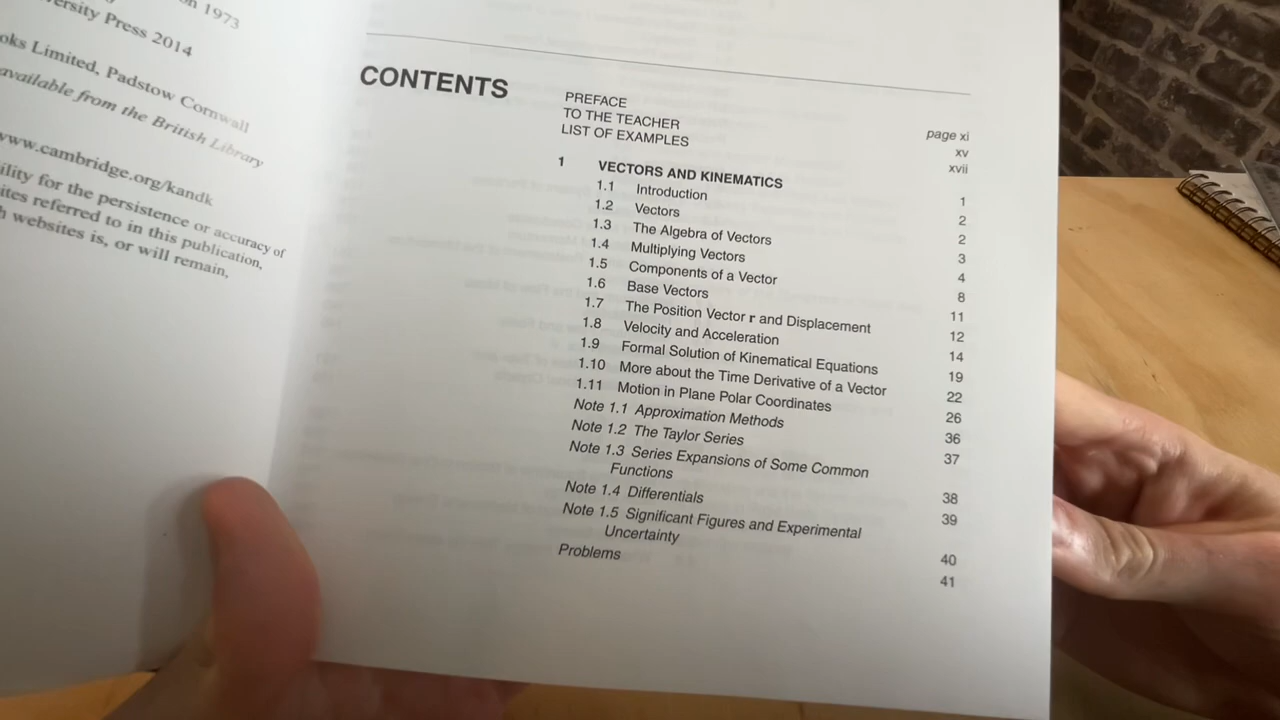 on 1973
ersity Press 2014
oks Limited, Padstow Cornwall
available from the British Library
www.cambridge.org/kandk
ility for the persistence or accuracy of
ites referred to in this publication,
h websites is, or will remain,
CONTENTS
PREFACE page xi
TO THE TEACHER xv
LIST OF EXAMPLES xvii
1 VECTORS AND KINEMATICS 1
1.1 Introduction 2
1.2 Vectors 2
1.3 The Algebra of Vectors 3
1.4 Multiplying Vectors 4
1.5 Components of a Vector 8
1.6 Base Vectors 11
1.7 The Position Vector r and Displacement 12
1.8 Velocity and Acceleration 14
1.9 Formal Solution of Kinematical Equations 19
1.10 More about the Time Derivative of a Vector 22
1.11 Motion in Plane Polar Coordinates 26
Note 1.1 Approximation Methods 36
Note 1.2 The Taylor Series 37
Note 1.3 Series Expansions of Some Common
Functions 38
Note 1.4 Differentials 39
Note 1.5 Significant Figures and Experimental
Uncertainty 40
Problems 41